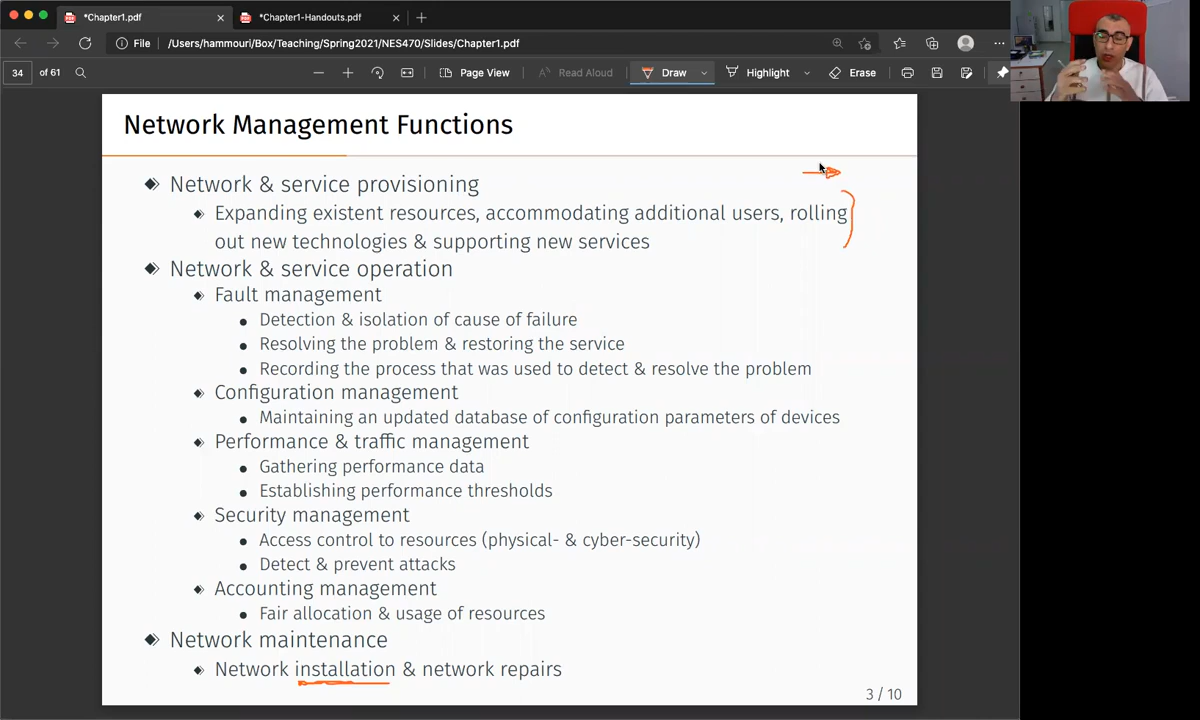 *Chapter1.pdf
*Chapter1-Handouts.pdf
File /Users/hammouri/Box/Teaching/Spring2021/NES470/Slides/Chapter1.pdf
34 of 61 Page View Read Aloud Draw Highlight Erase
Network Management Functions
Network & service provisioning
Expanding existent resources, accommodating additional users, rolling
out new technologies & supporting new services
Network & service operation
Fault management
Detection & isolation of cause of failure
Resolving the problem & restoring the service
Recording the process that was used to detect & resolve the problem
Configuration management
Maintaining an updated database of configuration parameters of devices
Performance & traffic management
Gathering performance data
Establishing performance thresholds
Security management
Access control to resources (physical- & cyber-security)
Detect & prevent attacks
Accounting management
Fair allocation & usage of resources
Network maintenance
Network installation & network repairs
3 / 10